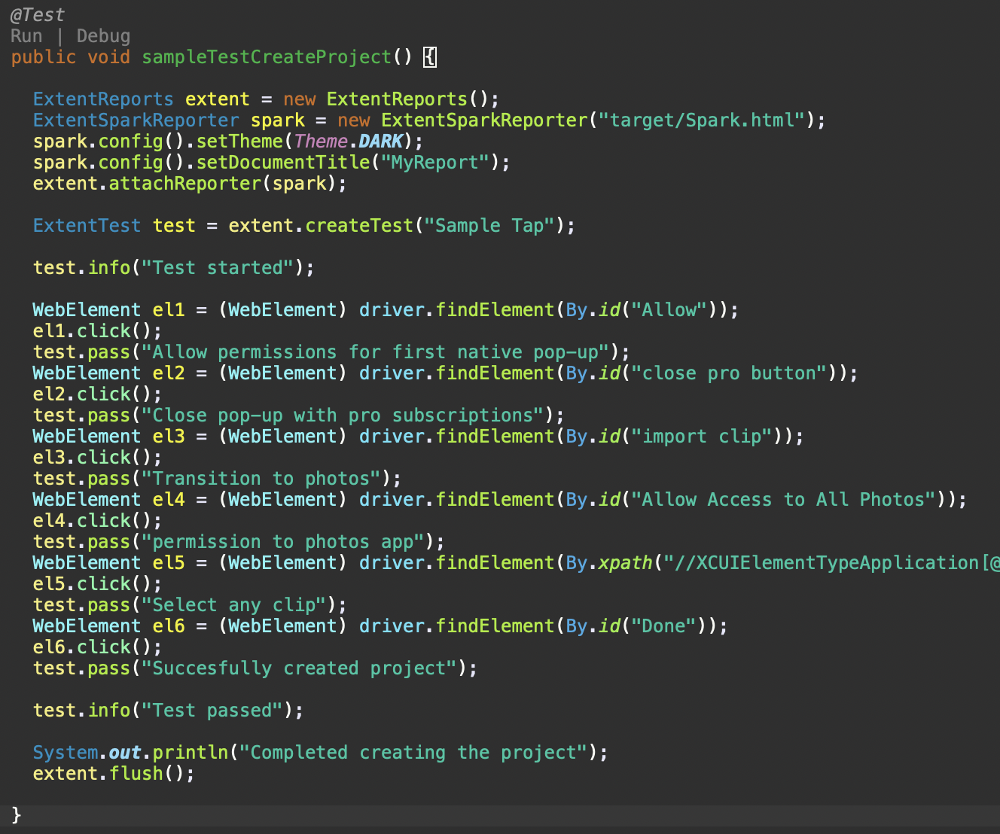 @Test
Run | Debug
public void sampleTestCreateProject() {
ExtentReports extent = new ExtentReports();
ExtentSparkReporter spark = new ExtentSparkReporter("target/Spark.html");
spark.config().setTheme(Theme.DARK);
spark.config().setDocumentTitle("MyReport");
extent.attachReporter(spark);
ExtentTest test = extent.createTest("Sample Tap");
test.info("Test started");
WebElement el1 = (WebElement) driver.findElement(By.id("Allow"));
el1.click();
test.pass("Allow permissions for first native pop-up");
WebElement el2 = (WebElement) driver.findElement(By.id("close pro button"));
el2.click();
test.pass("Close pop-up with pro subscriptions");
WebElement el3 = (WebElement) driver.findElement(By.id("import clip"));
el3.click();
test.pass("Transition to photos");
WebElement el4 = (WebElement) driver.findElement(By.id("Allow Access to All Photos"));
el4.click();
test.pass("permission to photos app");
WebElement el5 = (WebElement) driver.findElement(By.xpath("//XCUIElementTypeApplication[@
el5.click();
test.pass("Select any clip");
WebElement el6 = (WebElement) driver.findElement(By.id("Done"));
el6.click();
test.pass("Succesfully created project");
test.info("Test passed");
System.out.println("Completed creating the project");
extent.flush();
}